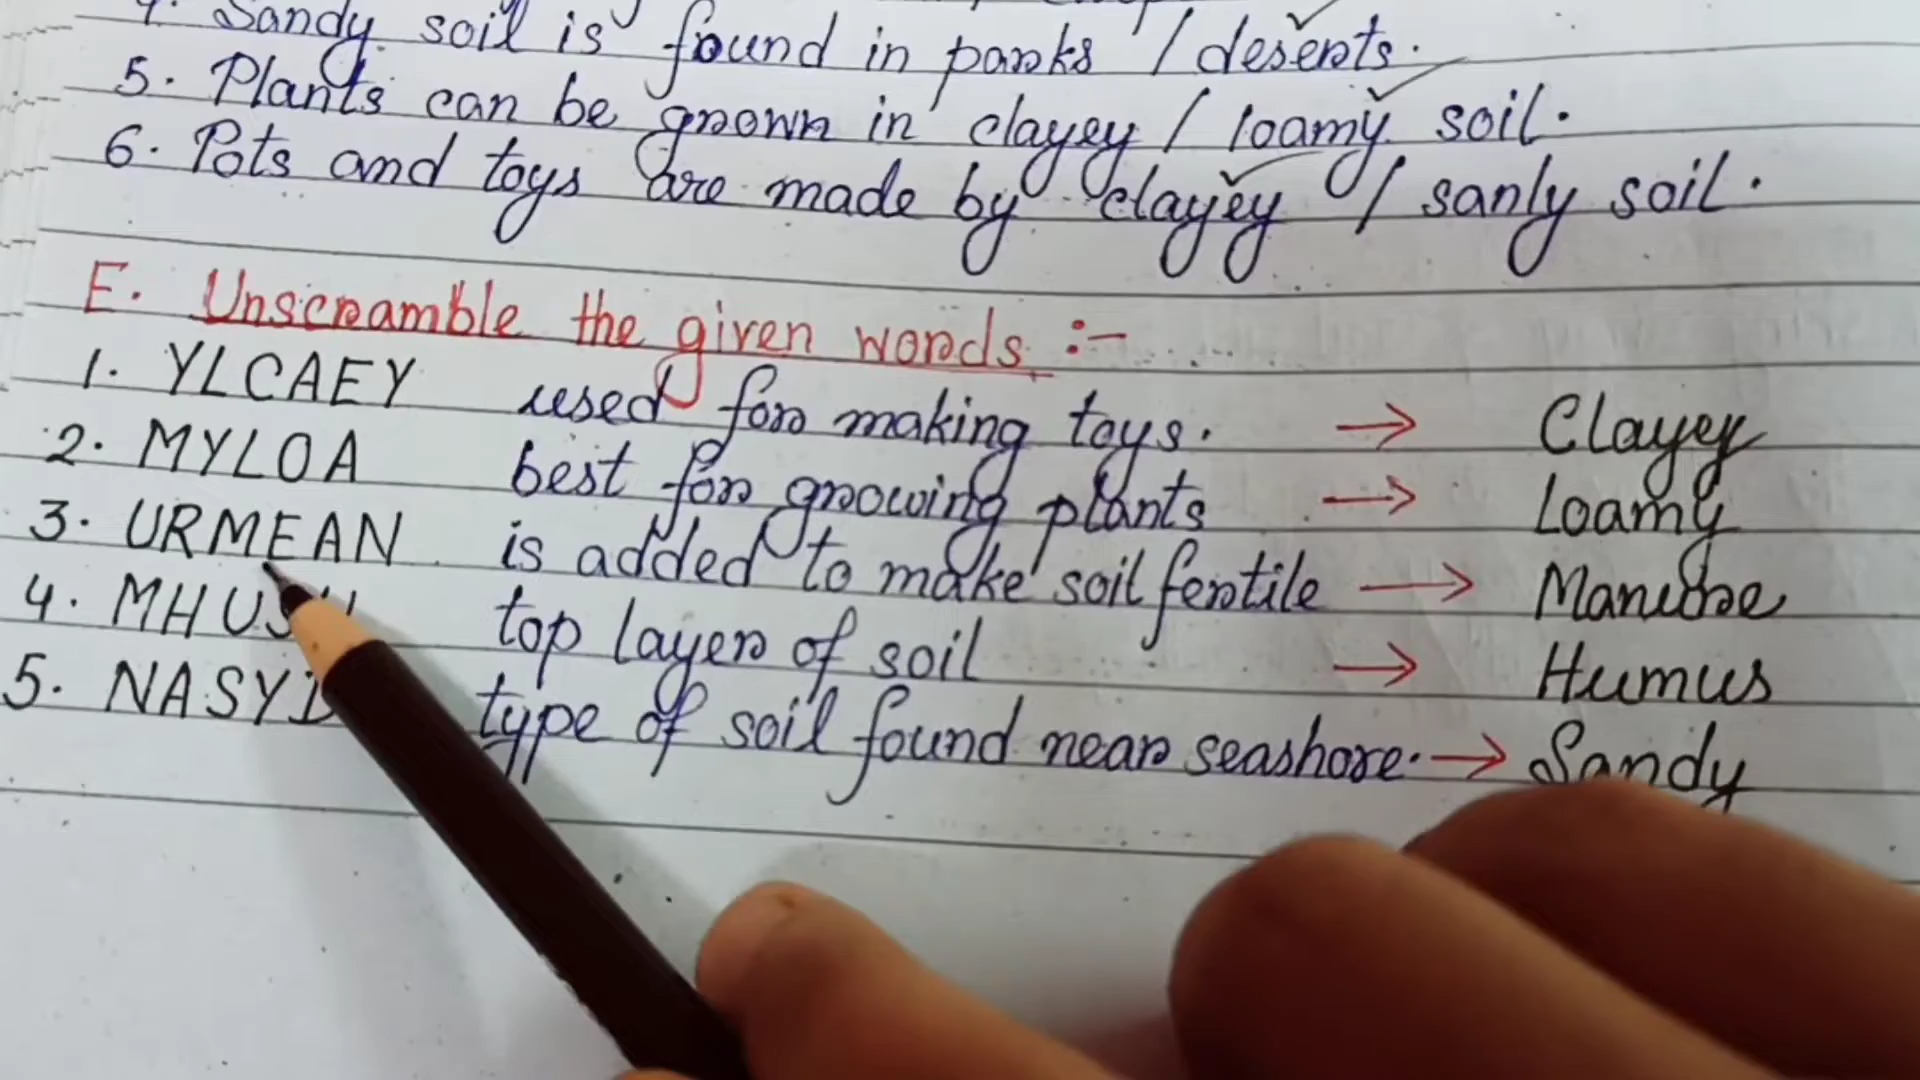 4. Sandy soil is found in parks / deserts.
5. Plants can be grown in clayey / loamy soil.
6. Pots and toys are made by clayey / sanly soil.
E. Unscramble the given words :-
1. YLCAEY used for making toys. → Clayey
2. MYLOA best for growing plants → Loamy
3. URMEAN is added to make soil fertile → Manure
4. MHUSU top layer of soil → Humus
5. NASYD type of soil found near seashore. → Sandy